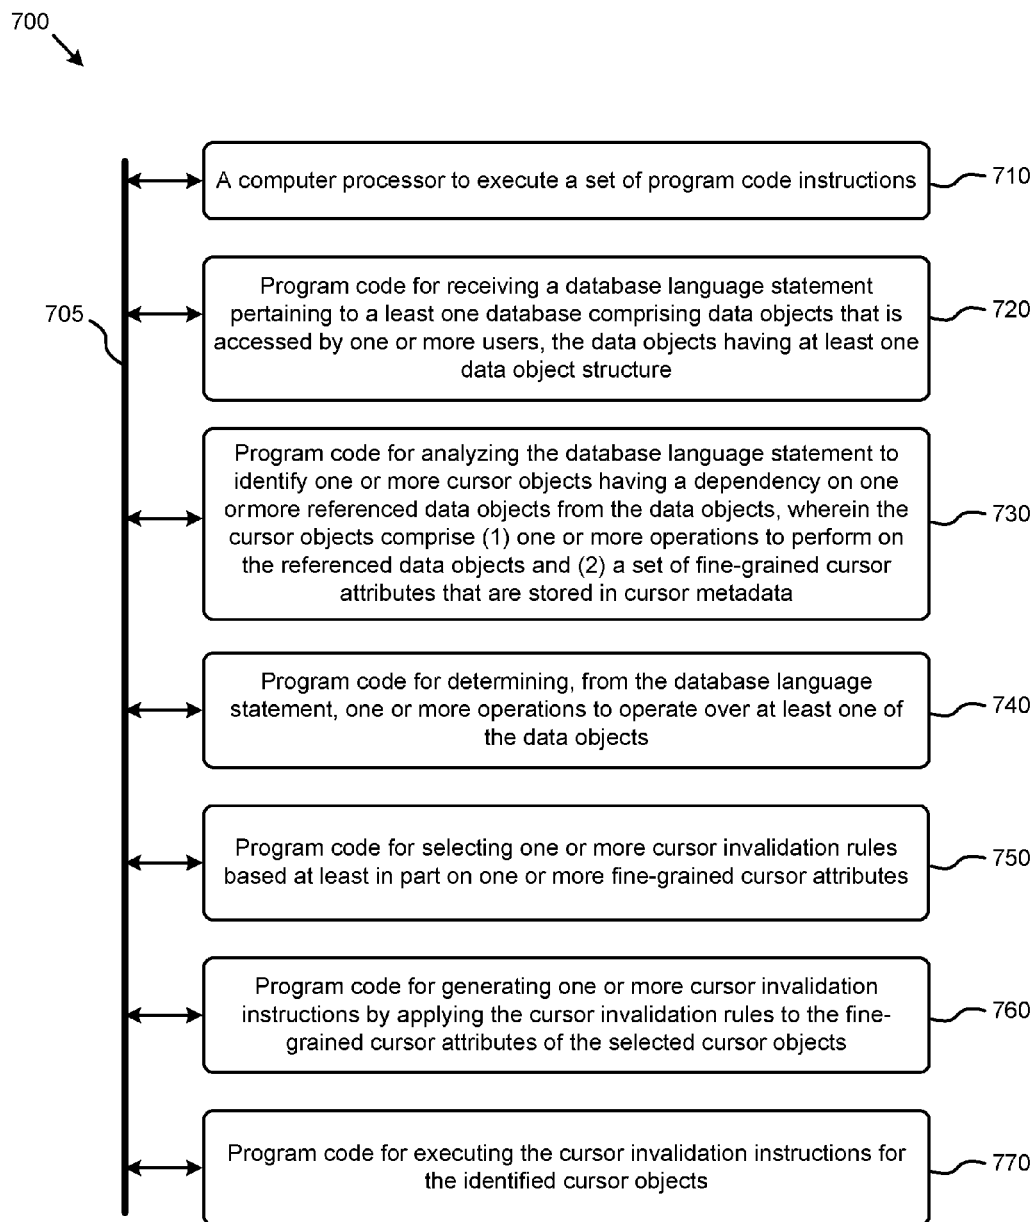 700
A computer processor to execute a set of program code instructions
710
Program code for receiving a database language statement
pertaining to a least one database comprising data objects that is
accessed by one or more users, the data objects having at least one
data object structure
720
705
Program code for analyzing the database language statement to
identify one or more cursor objects having a dependency on one
ormore referenced data objects from the data objects, wherein the
cursor objects comprise (1) one or more operations to perform on
the referenced data objects and (2) a set of fine-grained cursor
attributes that are stored in cursor metadata
730
Program code for determining, from the database language
statement, one or more operations to operate over at least one of
the data objects
740
Program code for selecting one or more cursor invalidation rules
based at least in part on one or more fine-grained cursor attributes
750
Program code for generating one or more cursor invalidation
instructions by applying the cursor invalidation rules to the fine-
grained cursor attributes of the selected cursor objects
760
Program code for executing the cursor invalidation instructions for
the identified cursor objects
770